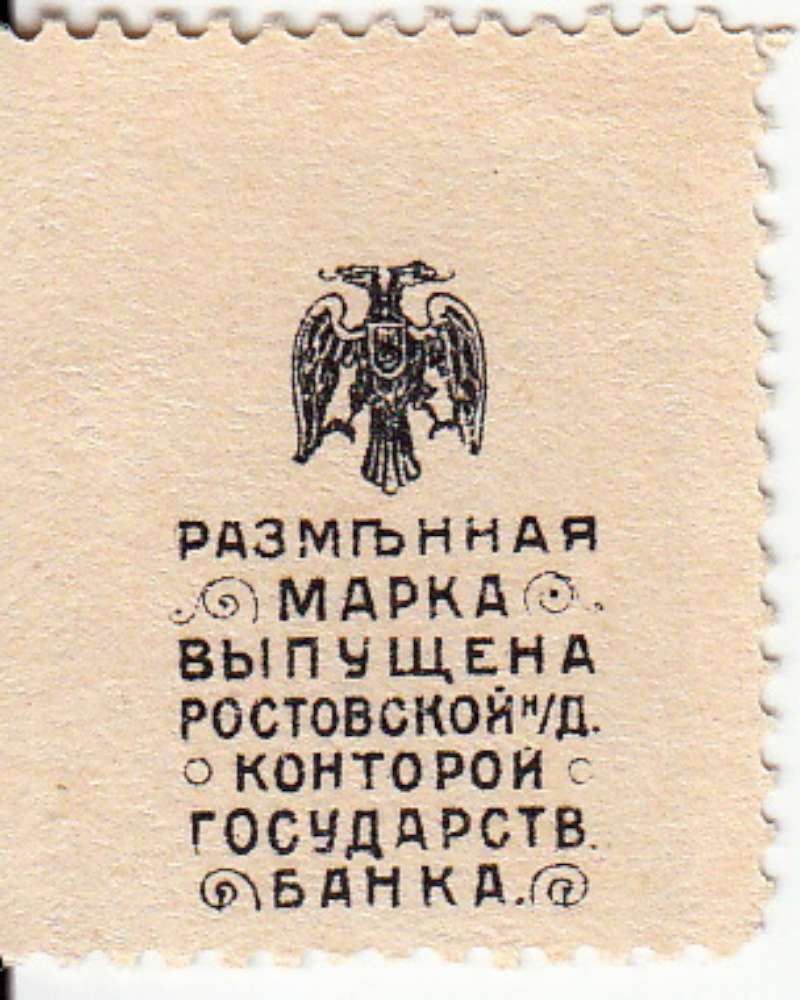 РАЗМѢННАЯ
МАРКА
ВЫПУЩЕНА
РОСТОВСКОЙ Н/Д.
КОНТОРОЙ
ГОСУДАРСТВ.
БАНКА.